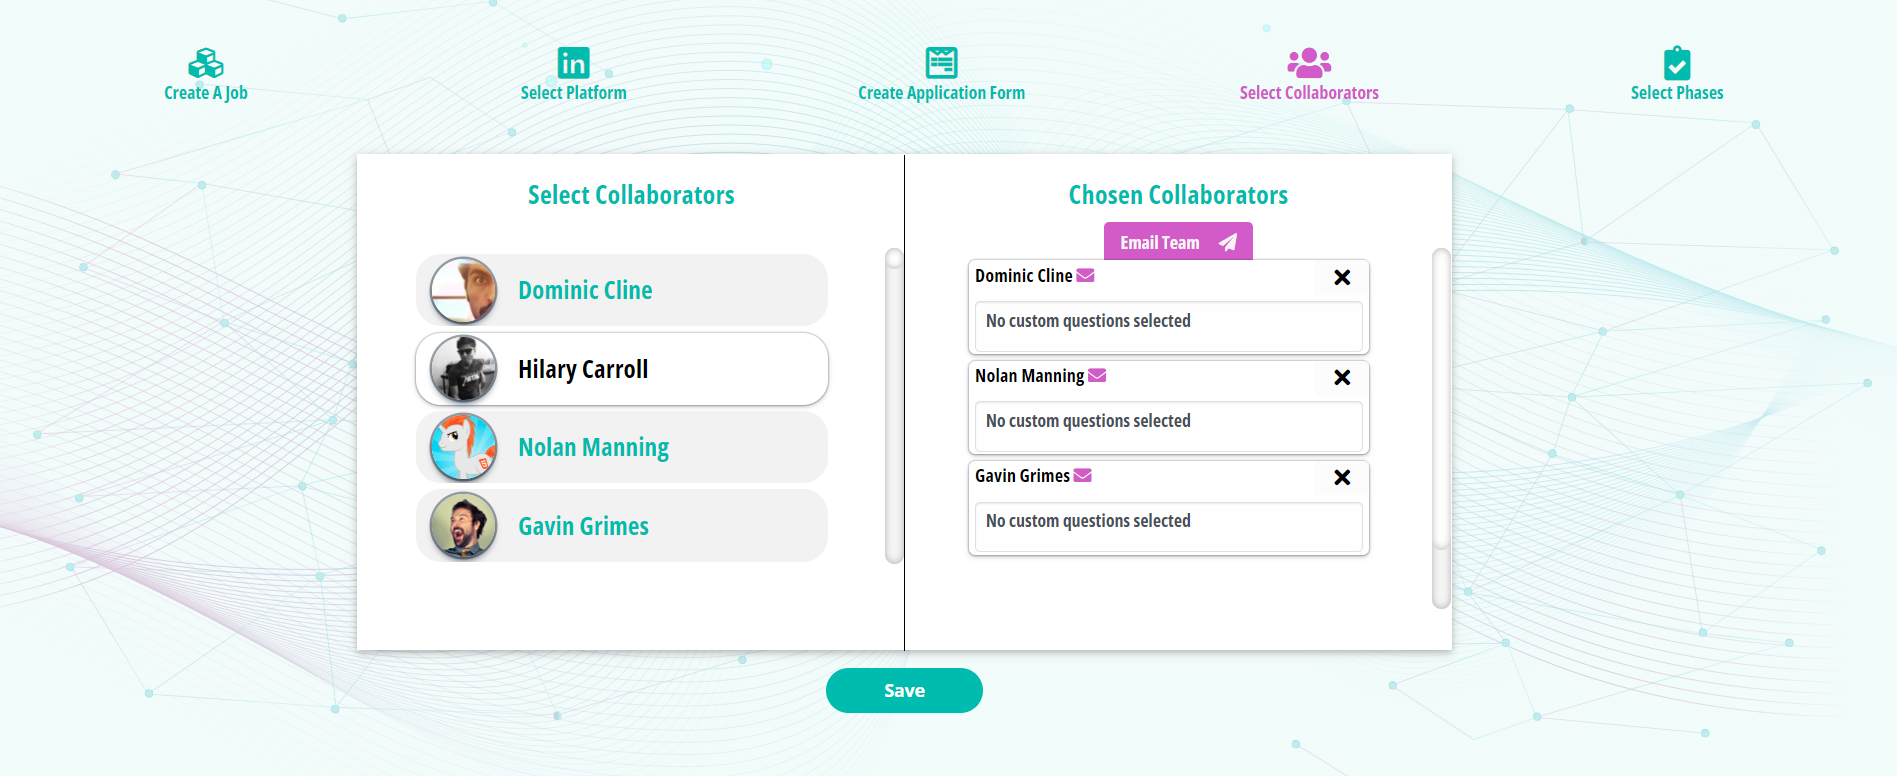 Create A Job
Select Platform
Create Application Form
Select Collaborators
Select Phases
Select Collaborators
Dominic Cline
Hilary Carroll
Nolan Manning
Gavin Grimes
Chosen Collaborators
Email Team
Dominic Cline
No custom questions selected
Nolan Manning
No custom questions selected
Gavin Grimes
No custom questions selected
Save